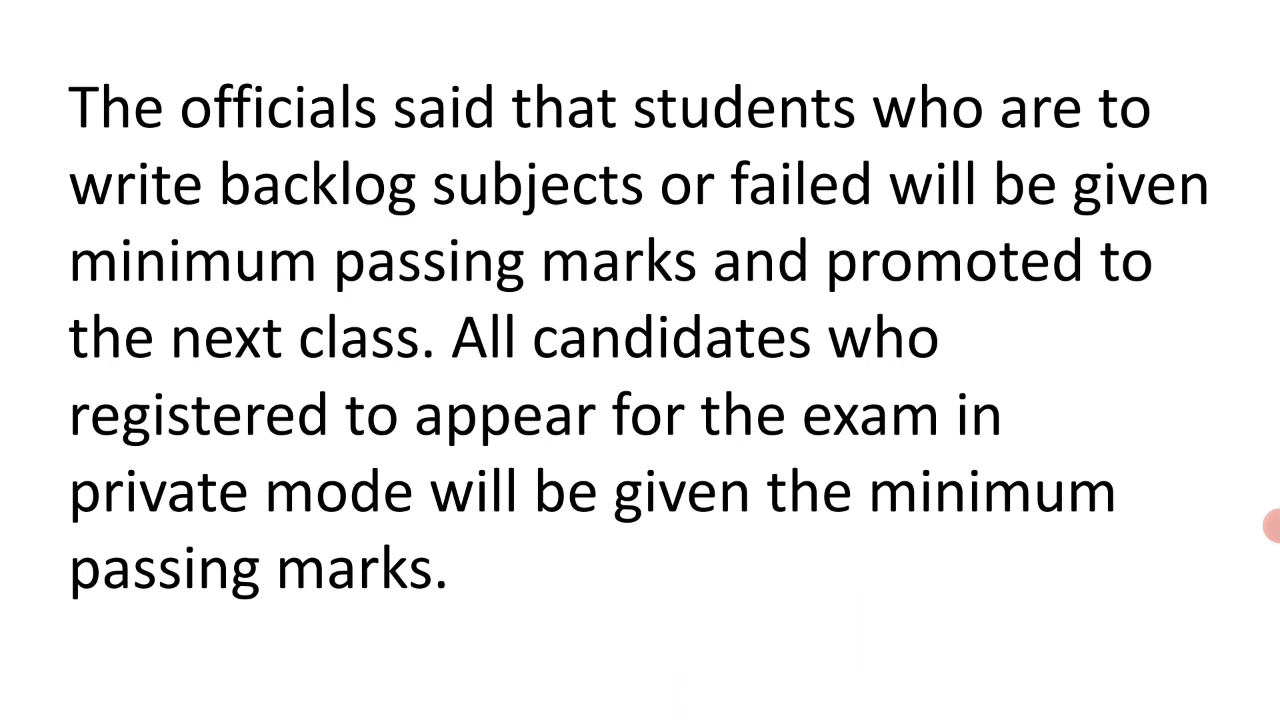 The officials said that students who are to
write backlog subjects or failed will be given
minimum passing marks and promoted to
the next class. All candidates who
registered to appear for the exam in
private mode will be given the minimum
passing marks.